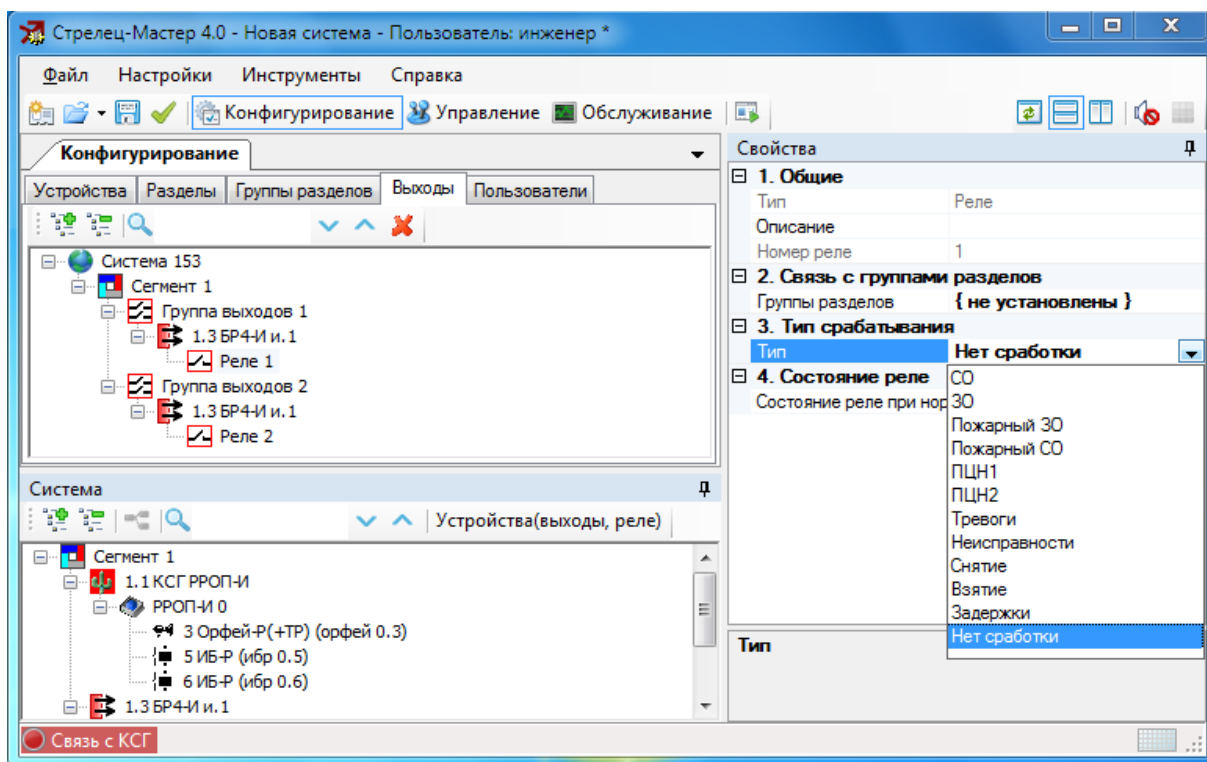 Стрелец-Мастер 4.0 - Новая система - Пользователь: инженер *
Файл Настройки Инструменты Справка
Конфигурирование Управление Обслуживание
Конфигурирование
Устройства Разделы Группы разделов Выходы Пользователи
Система 153
Сегмент 1
Группа выходов 1
1.3 БР4-И и.1
Реле 1
Группа выходов 2
1.3 БР4-И и.1
Реле 2
Система
Устройства(выходы, реле)
Сегмент 1
1.1 КСГ РРОП-И
РРОП-И 0
3 Орфей-Р(+ТР) (орфей 0.3)
5 ИБ-Р (ибр 0.5)
6 ИБ-Р (ибр 0.6)
1.3 БР4-И и.1
Связь с КСГ
Свойства
1. Общие
Тип Реле
Описание
Номер реле 1
2. Связь с группами разделов
Группы разделов { не установлены }
3. Тип срабатывания
Тип Нет сработки
4. Состояние реле
Состояние реле при нор
СО
ЗО
Пожарный ЗО
Пожарный СО
ПЦН1
ПЦН2
Тревоги
Неисправности
Снятие
Взятие
Задержки
Нет сработки
Тип